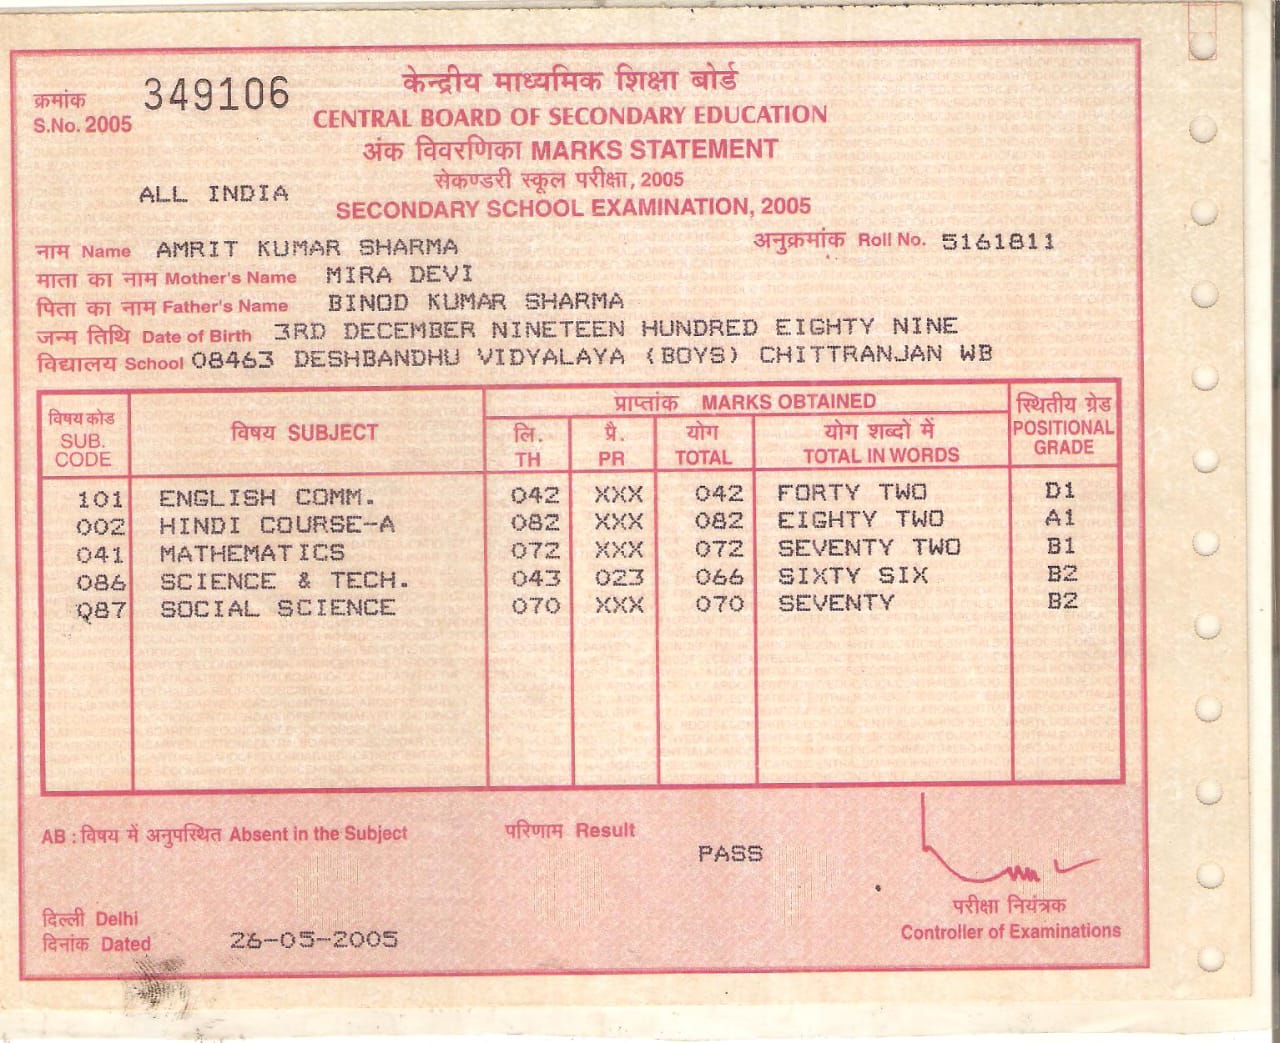 केन्द्रीय माध्यमिक शिक्षा बोर्ड
क्रमांक 349106
S.No. 2005
CENTRAL BOARD OF SECONDARY EDUCATION
अंक विवरणिका MARKS STATEMENT
सेकण्डरी स्कूल परीक्षा, 2005
ALL INDIA
SECONDARY SCHOOL EXAMINATION, 2005
नाम Name AMRIT KUMAR SHARMA अनुक्रमांक Roll No. 5161811
माता का नाम Mother's Name MIRA DEVI
पिता का नाम Father's Name BINOD KUMAR SHARMA
जन्म तिथि Date of Birth 3RD DECEMBER NINETEEN HUNDRED EIGHTY NINE
विद्यालय School 08463 DESHBANDHU VIDYALAYA (BOYS) CHITTRANJAN WB
विषय कोड SUB. CODE विषय SUBJECT प्राप्तांक MARKS OBTAINED स्थितीय ग्रेड POSITIONAL GRADE
लि. TH प्रै. PR योग TOTAL योग शब्दों में TOTAL IN WORDS
101 ENGLISH COMM. 042 XXX 042 FORTY TWO D1
002 HINDI COURSE-A 082 XXX 082 EIGHTY TWO A1
041 MATHEMATICS 072 XXX 072 SEVENTY TWO B1
086 SCIENCE & TECH. 043 023 066 SIXTY SIX B2
087 SOCIAL SCIENCE 070 XXX 070 SEVENTY B2
AB : विषय में अनुपस्थित Absent in the Subject परिणाम Result
PASS
दिल्ली Delhi
दिनांक Dated 26-05-2005
परीक्षा नियंत्रक
Controller of Examinations